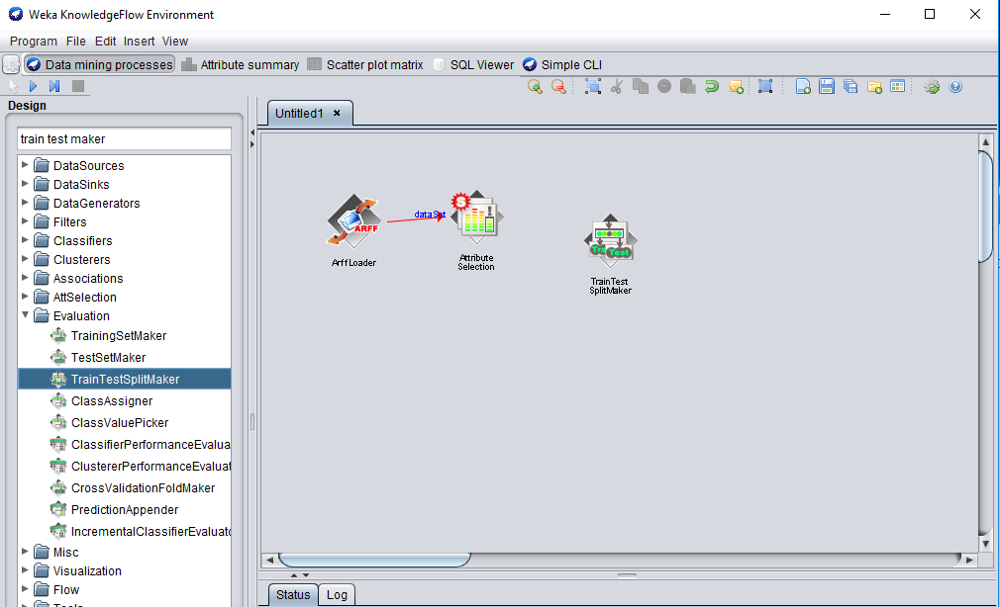 Weka KnowledgeFlow Environment
Program File Edit Insert View
Data mining processes Attribute summary Scatter plot matrix SQL Viewer Simple CLI
Design
Untitled1
train test maker
DataSources
DataSinks
DataGenerators
Filters
Classifiers
Clusterers
Associations
AttSelection
Evaluation
TrainingSetMaker
TestSetMaker
TrainTestSplitMaker
ClassAssigner
ClassValuePicker
ClassifierPerformanceEvalua
ClustererPerformanceEvaluat
CrossValidationFoldMaker
PredictionAppender
IncrementalClassifierEvaluato
Misc
Visualization
Flow
Tools
dataSet
S
ARFF
ArffLoader
Attribute
Selection
Test
TrainTest
SplitMaker
Status Log